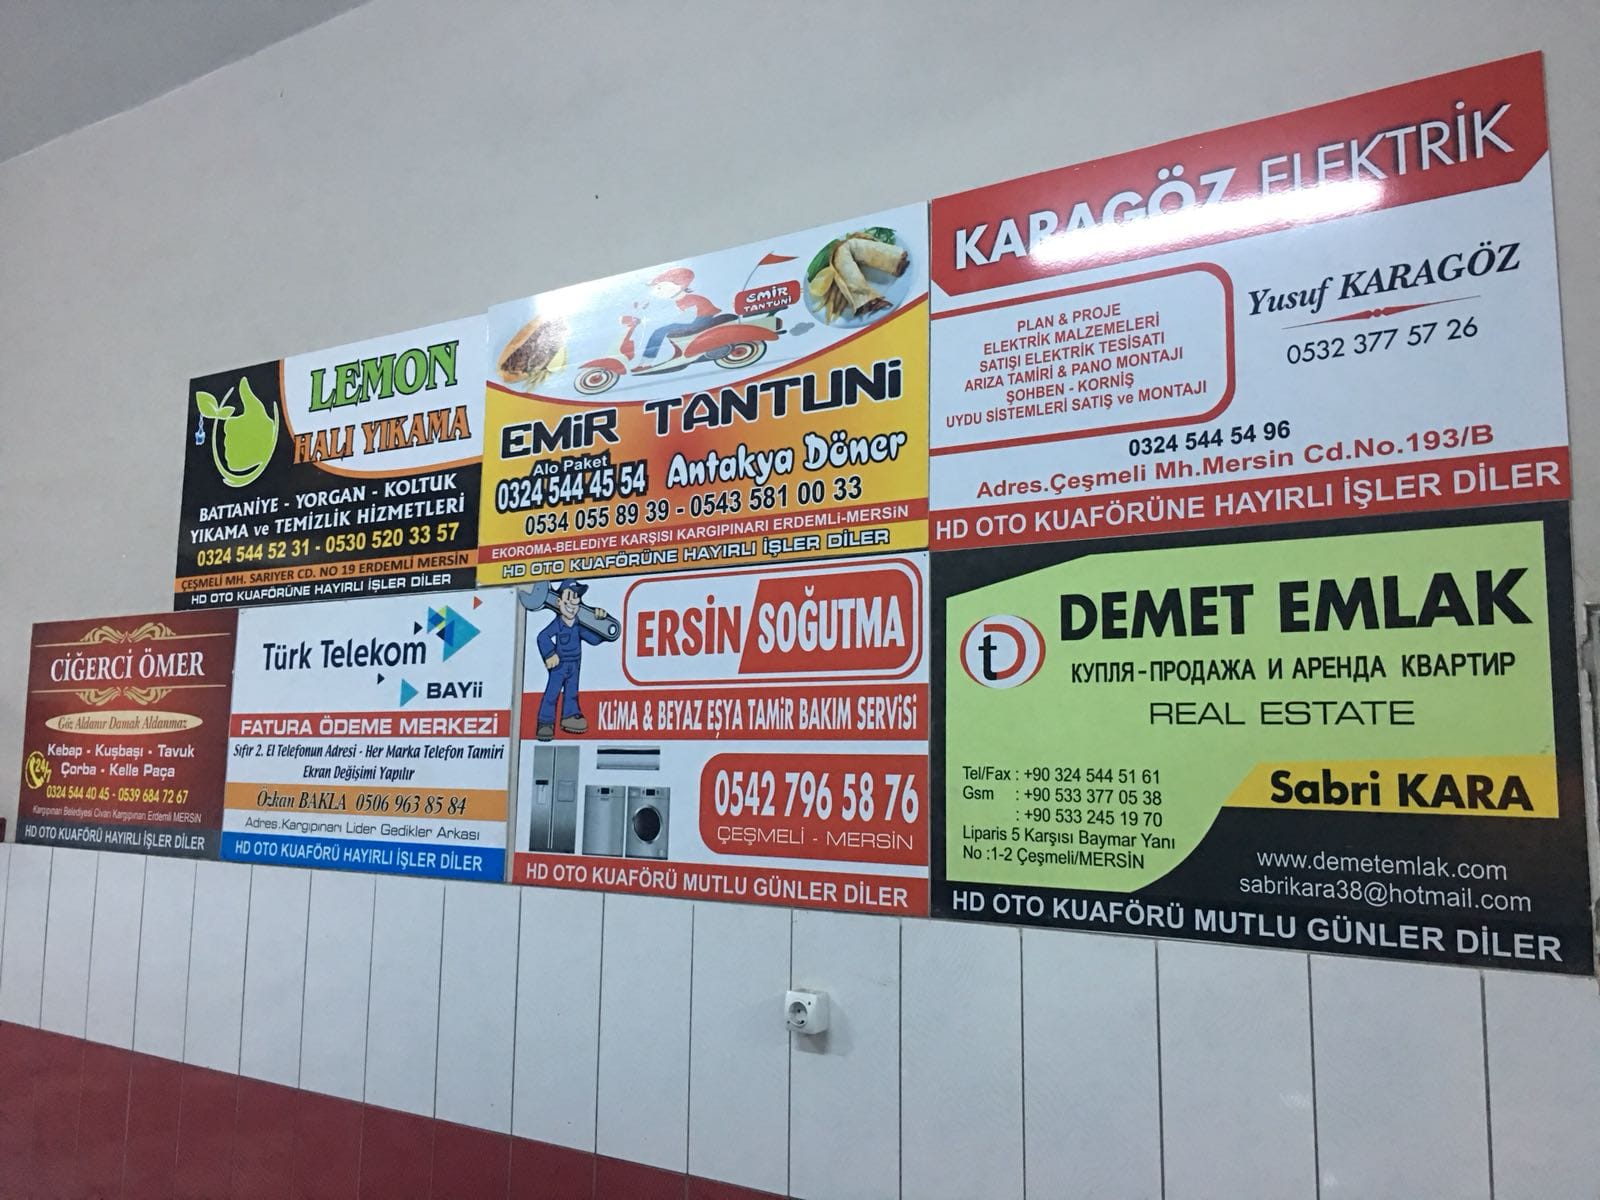 LEMON
HALI YIKAMA
BATTANİYE - YORGAN - KOLTUK
YIKAMA ve TEMİZLİK HİZMETLERİ
0324 544 52 31 - 0530 520 33 57
ÇEŞMELİ MH. SARIYER CD. NO 19 ERDEMLİ MERSİN
HD OTO KUAFÖRÜNE HAYIRLI İŞLER DİLER
EMİR
TANTUNİ
EMİR TANTUNİ
Alo Paket
0324 544 45 54
Antakya Döner
0534 055 89 39 - 0543 581 00 33
EKOROMA-BELEDİYE KARŞISI KARGIPINARI ERDEMLİ-MERSİN
HD OTO KUAFÖRÜNE HAYIRLI İŞLER DİLER
KARAGÖZ ELEKTRİK
PLAN & PROJE
ELEKTRİK MALZEMELERİ
SATIŞI ELEKTRİK TESİSATI
ARIZA TAMİRİ & PANO MONTAJI
ŞOHBEN - KORNİŞ
UYDU SİSTEMLERİ SATIŞ ve MONTAJI
Yusuf KARAGÖZ
0532 377 57 26
0324 544 54 96
Adres.Çeşmeli Mh.Mersin Cd.No.193/B
HD OTO KUAFÖRÜNE HAYIRLI İŞLER DİLER
CİĞERCİ ÖMER
Göz Aldanır Damak Aldanmaz
Kebap - Kuşbaşı - Tavuk
Çorba - Kelle Paça
24/7
0324 544 40 45 - 0539 684 72 67
Kargıpınarı Belediyesi Civarı Kargıpınarı Erdemli MERSİN
HD OTO KUAFÖRÜ HAYIRLI İŞLER DİLER
Türk Telekom
BAYii
FATURA ÖDEME MERKEZİ
Sıfır 2. El Telefonun Adresi - Her Marka Telefon Tamiri
Ekran Değişimi Yapılır
Özkan BAKLA 0506 963 85 84
Adres.Kargıpınarı Lider Gedikler Arkası
HD OTO KUAFÖRÜ HAYIRLI İŞLER DİLER
ERSİN SOĞUTMA
KLİMA & BEYAZ EŞYA TAMİR BAKIM SERVİSİ
0542 796 58 76
ÇEŞMELİ - MERSİN
HD OTO KUAFÖRÜ MUTLU GÜNLER DİLER
tD
DEMET EMLAK
КУПЛЯ-ПРОДАЖА И АРЕНДА КВАРТИР
REAL ESTATE
Tel/Fax : +90 324 544 51 61
Gsm : +90 533 377 05 38
: +90 533 245 19 70
Liparis 5 Karşısı Baymar Yanı
No :1-2 Çeşmeli/MERSİN
Sabri KARA
www.demetemlak.com
sabrikara38@hotmail.com
HD OTO KUAFÖRÜ MUTLU GÜNLER DİLER